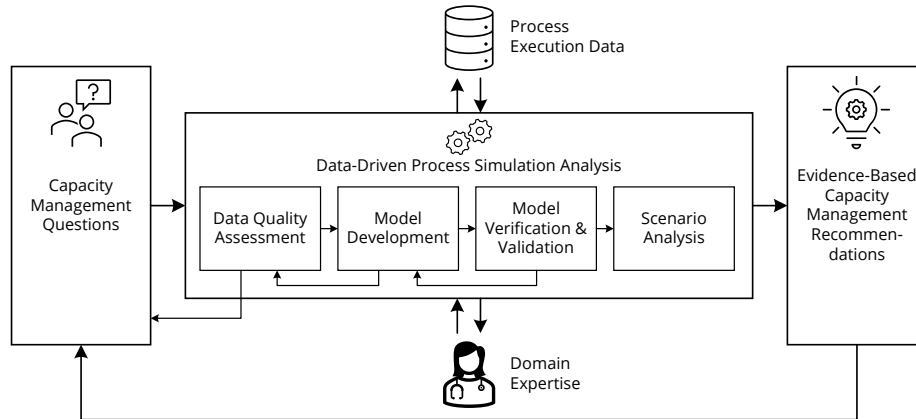 Process
Execution Data
?
Capacity
Management
Questions
Data-Driven Process Simulation Analysis
Data Quality
Assessment
Model
Development
Model
Verification &
Validation
Scenario
Analysis
Evidence-Based
Capacity
Management
Recommen-
dations
Domain
Expertise